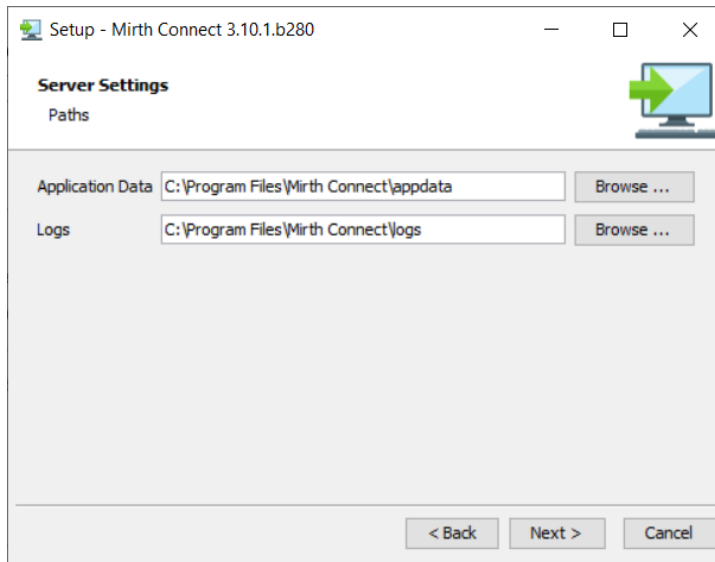 Setup - Mirth Connect 3.10.1.b280
Server Settings
Paths
Application Data C:\Program Files\Mirth Connect\appdata Browse ...
Logs C:\Program Files\Mirth Connect\logs Browse ...
< Back Next > Cancel